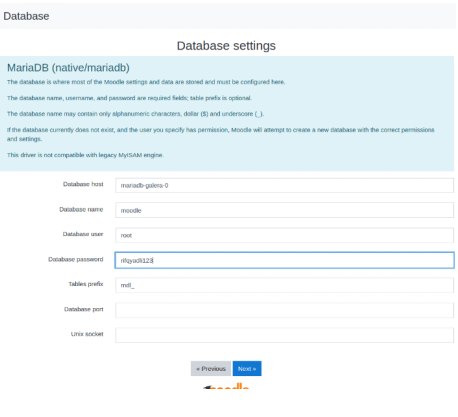 Database
Database settings
MariaDB (native/mariadb)
The database is where most of the Moodle settings and data are stored and must be configured here.
The database name, username, and password are required fields; table prefix is optional.
The database name may contain only alphanumeric characters, dollar ($) and underscore (_).
If the database currently does not exist, and the user you specify has permission, Moodle will attempt to create a new database with the correct permissions
and settings.
This driver is not compatible with legacy MyISAM engine.
Database host mariadb-galera-0
Database name moodle
Database user root
Database password
Tables prefix mdl_
Database port
Unix socket
« Previous Next »